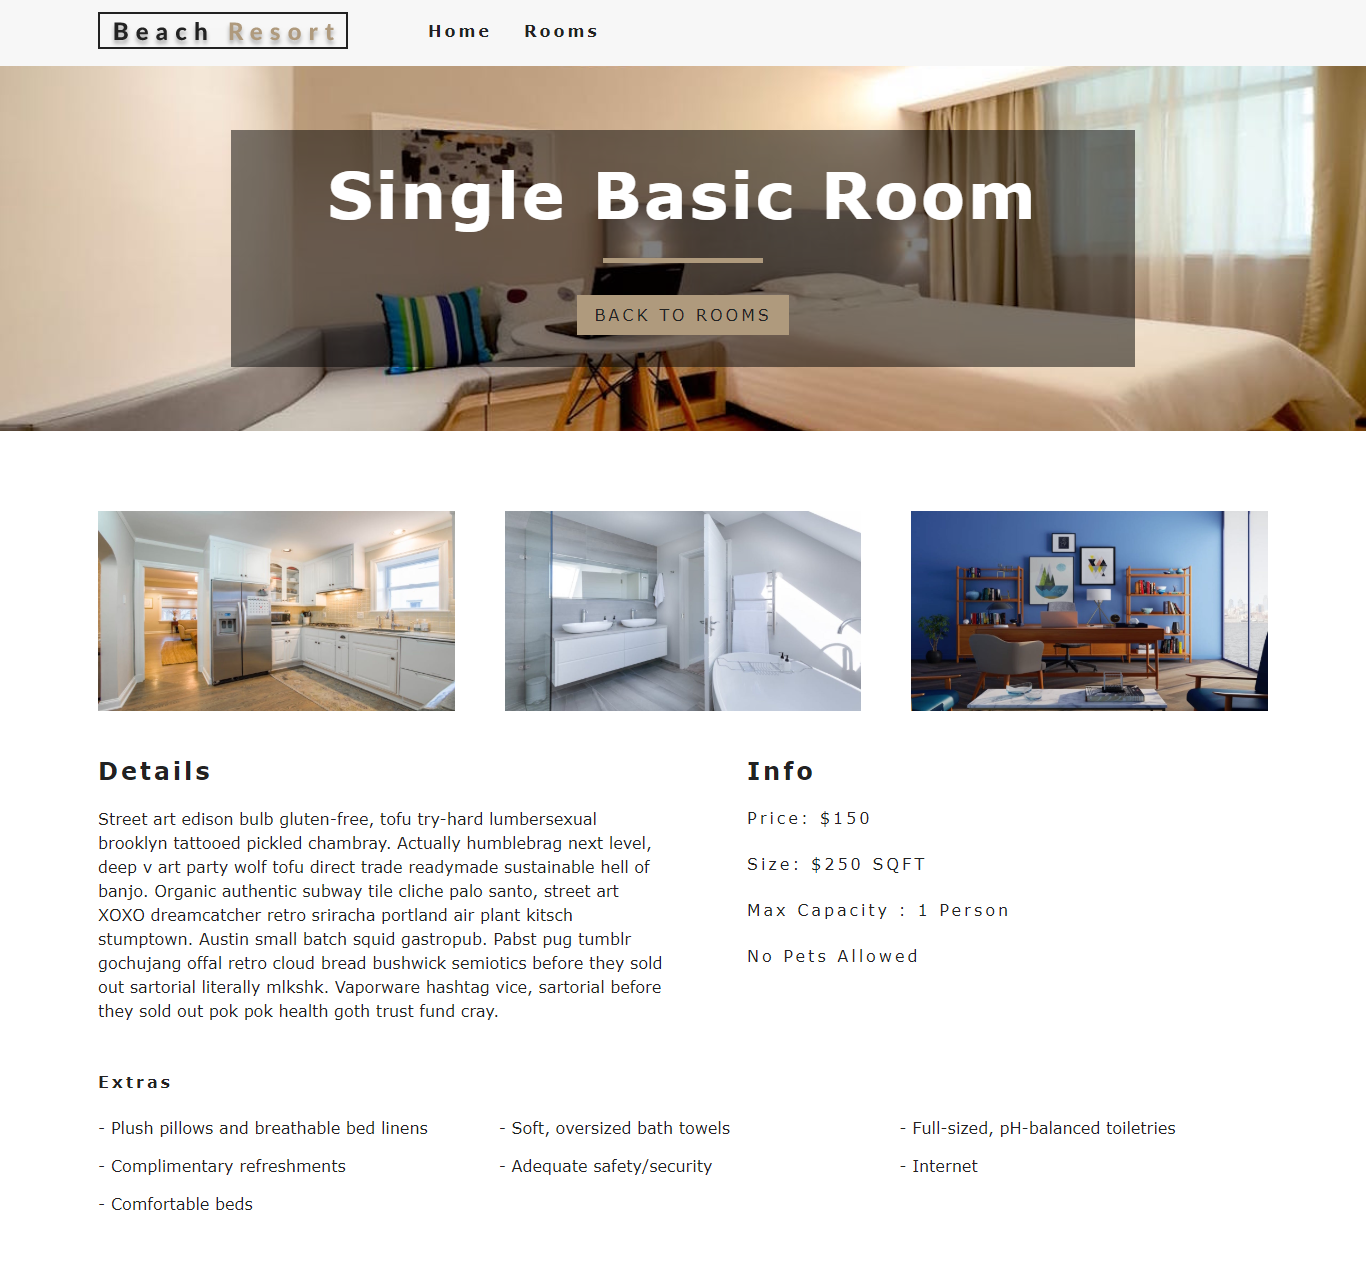 Beach Resort
Home
Rooms
Single Basic Room
BACK TO ROOMS
Details
Street art edison bulb gluten-free, tofu try-hard lumbersexual
brooklyn tattooed pickled chambray. Actually humblebrag next level,
deep v art party wolf tofu direct trade readymade sustainable hell of
banjo. Organic authentic subway tile cliche palo santo, street art
XOXO dreamcatcher retro sriracha portland air plant kitsch
stumptown. Austin small batch squid gastropub. Pabst pug tumblr
gochujang offal retro cloud bread bushwick semiotics before they sold
out sartorial literally mlkshk. Vaporware hashtag vice, sartorial before
they sold out pok pok health goth trust fund cray.
Info
Price: $150
Size: $250 SQFT
Max Capacity : 1 Person
No Pets Allowed
Extras
- Plush pillows and breathable bed linens
- Soft, oversized bath towels
- Full-sized, pH-balanced toiletries
- Complimentary refreshments
- Adequate safety/security
- Internet
- Comfortable beds